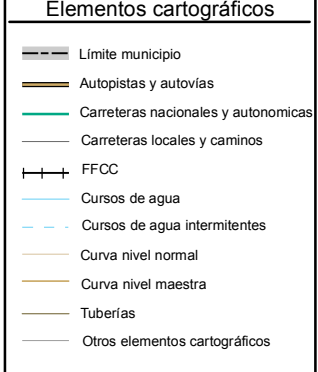 Elementos cartográficos
Límite municipio
Autopistas y autovías
Carreteras nacionales y autonomicas
Carreteras locales y caminos
FFCC
Cursos de agua
Cursos de agua intermitentes
Curva nivel normal
Curva nivel maestra
Tuberías
Otros elementos cartográficos